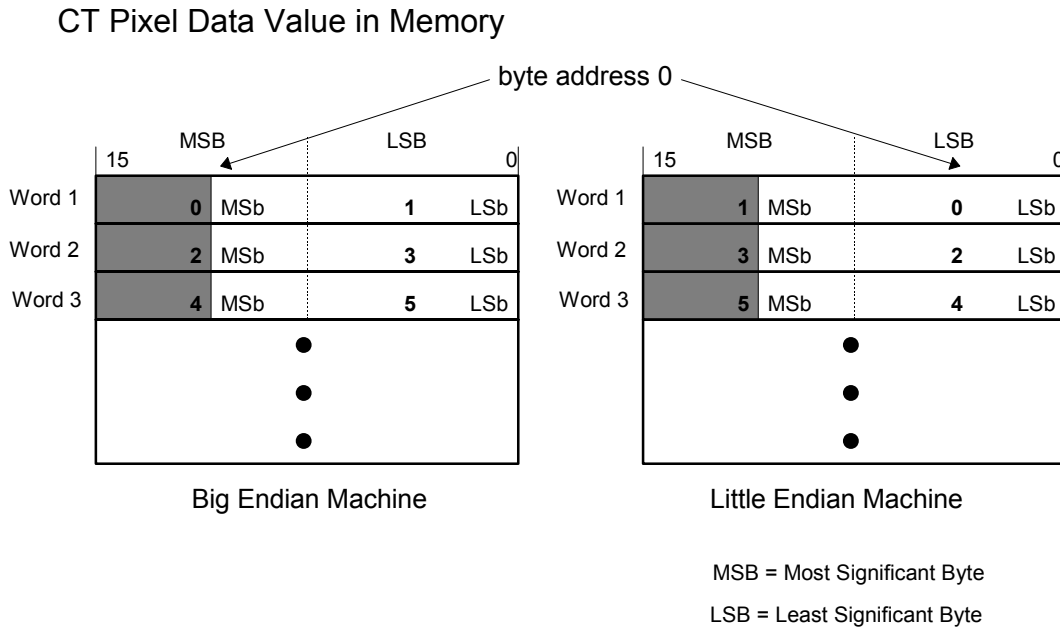 CT Pixel Data Value in Memory
byte address 0
MSB LSB
15 0
Word 1 0 MSb 1 LSb
Word 2 2 MSb 3 LSb
Word 3 4 MSb 5 LSb
Big Endian Machine
MSB LSB
15 0
Word 1 1 MSb 0 LSb
Word 2 3 MSb 2 LSb
Word 3 5 MSb 4 LSb
Little Endian Machine
MSB = Most Significant Byte
LSB = Least Significant Byte